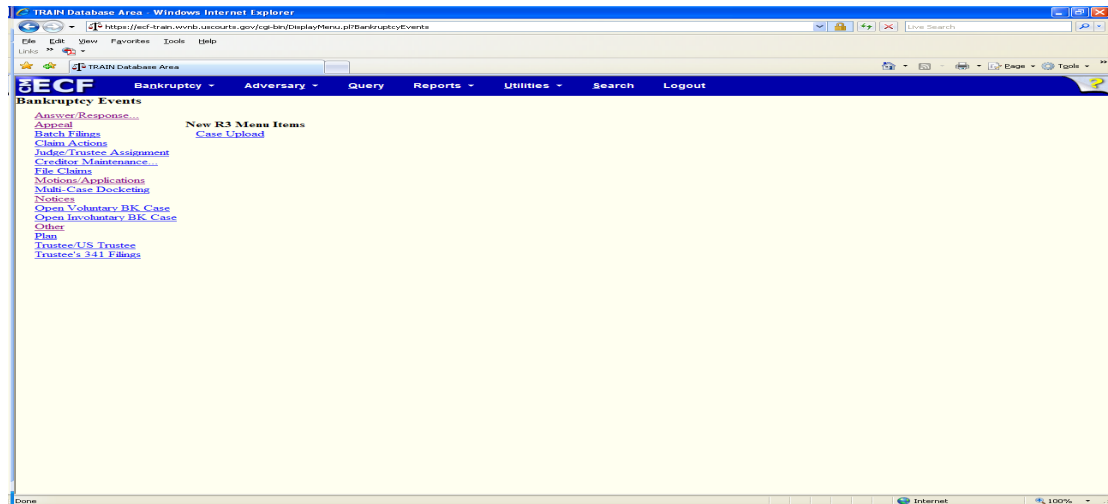 TRAIN Database Area - Windows Internet Explorer
https://ecf-train.wvnb.uscourts.gov/cgi-bin/DisplayMenu.pl?BankruptcyEvents
Live Search
File Edit View Favorites Tools Help
Links »
TRAIN Database Area
Page Tools »
CM ECF Bankruptcy Adversary Query Reports Utilities Search Logout ?
Bankruptcy Events
Answer/Response...
Appeal
New R3 Menu Items
Batch Filings
Case Upload
Claim Actions
Judge/Trustee Assignment
Creditor Maintenance...
File Claims
Motions/Applications
Multi-Case Docketing
Notices
Open Voluntary BK Case
Open Involuntary BK Case
Other
Plan
Trustee/US Trustee
Trustee's 341 Filings
Done Internet 100%